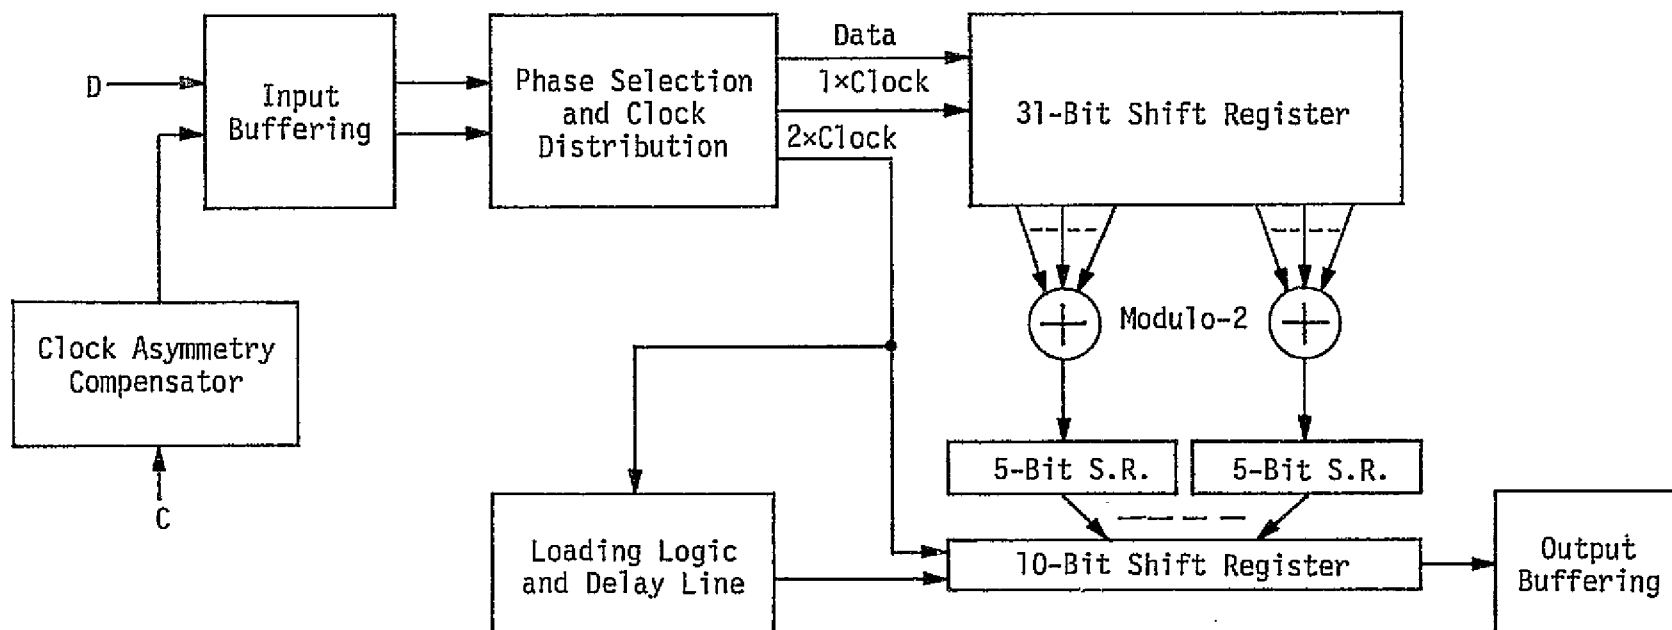 D
Input
Buffering
Phase Selection
and Clock
Distribution
Data
1×Clock
2×Clock
31-Bit Shift Register
Modulo-2
Clock Asymmetry
Compensator
C
5-Bit S.R.
5-Bit S.R.
Loading Logic
and Delay Line
10-Bit Shift Register
Output
Buffering